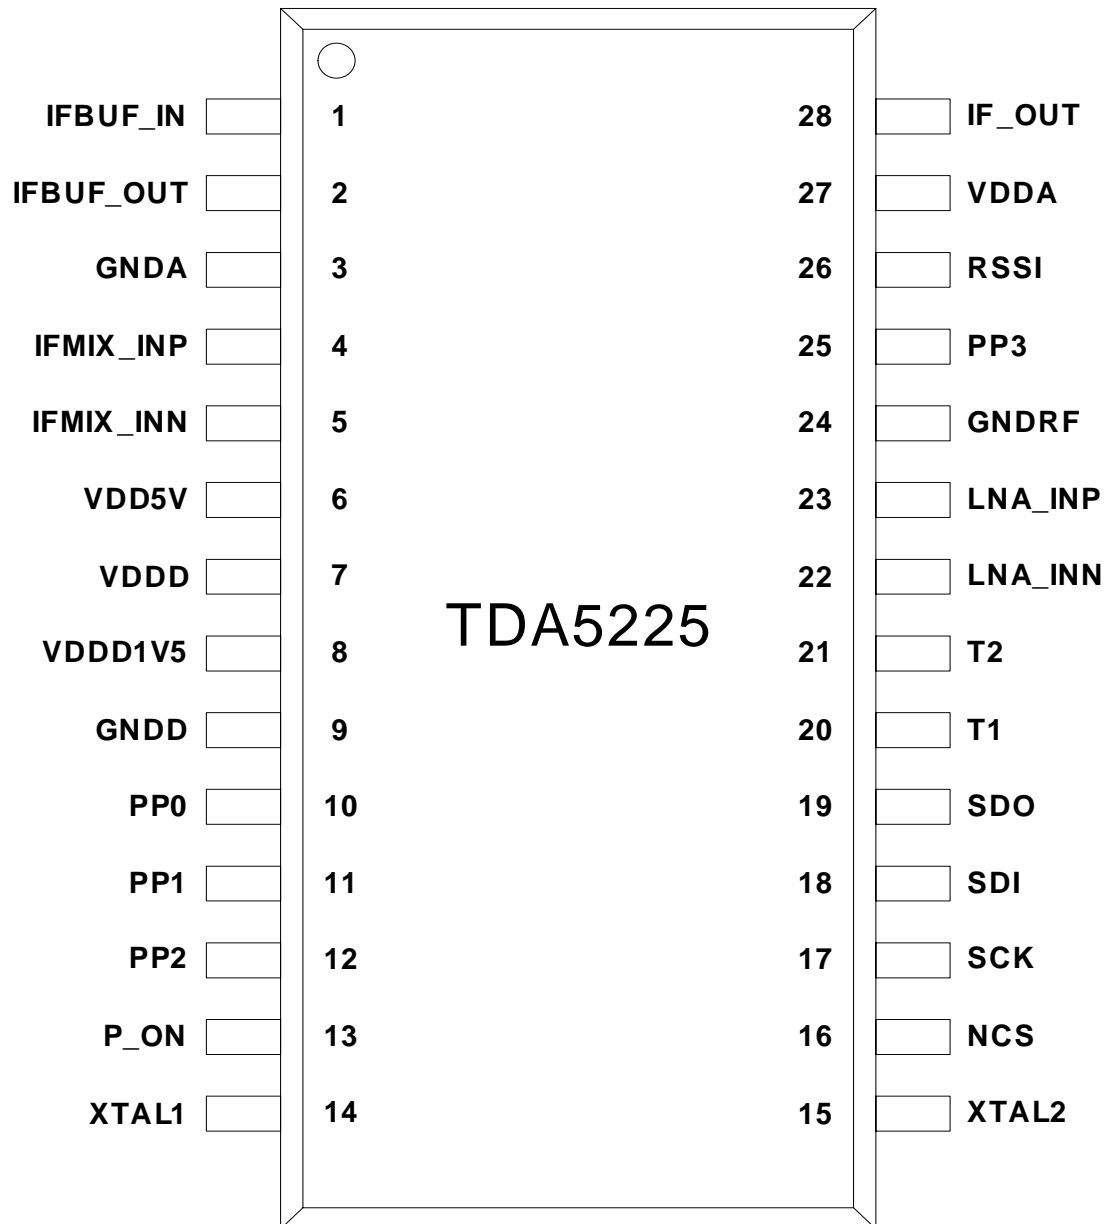 IFBUF_IN 1 28 IF_OUT
IFBUF_OUT 2 27 VDDA
GNDA 3 26 RSSI
IFMIX_INP 4 25 PP3
IFMIX_INN 5 24 GNDRF
VDD5V 6 23 LNA_INP
VDDD 7 22 LNA_INN
TDA5225
VDDD1V5 8 21 T2
GNDD 9 20 T1
PP0 10 19 SDO
PP1 11 18 SDI
PP2 12 17 SCK
P_ON 13 16 NCS
XTAL1 14 15 XTAL2